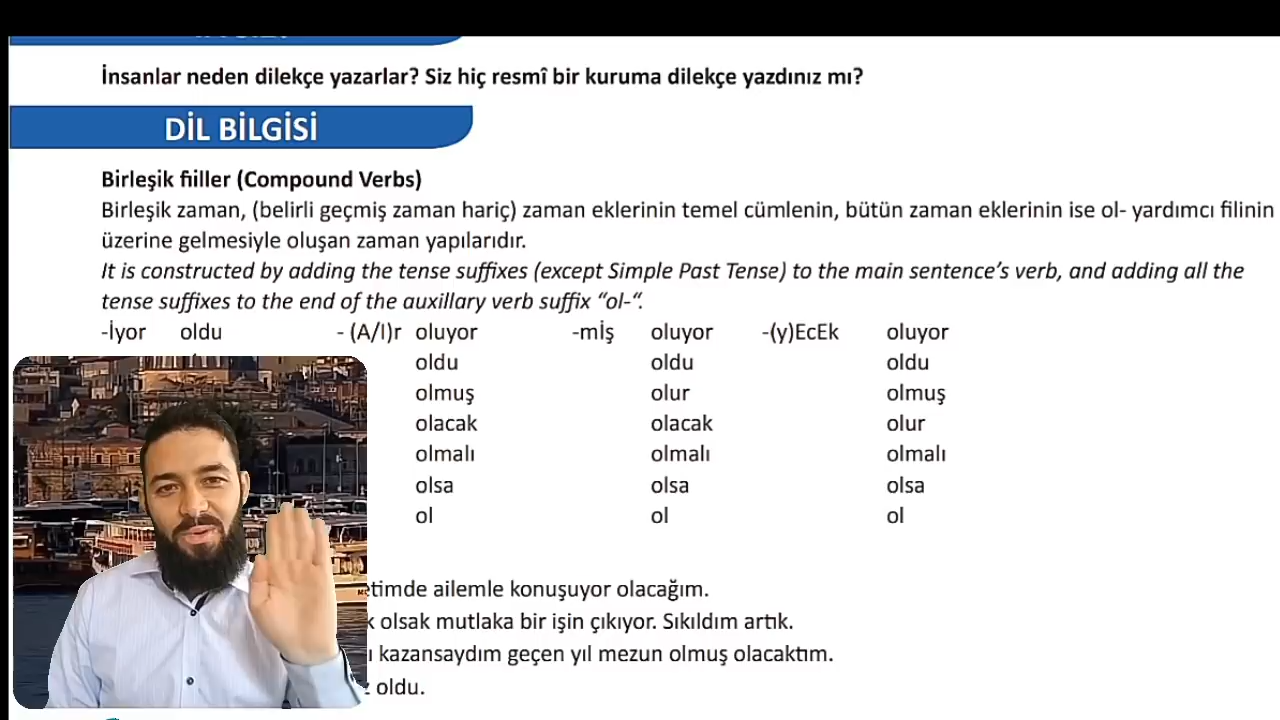 İnsanlar neden dilekçe yazarlar? Siz hiç resmî bir kuruma dilekçe yazdınız mı?
DİL BİLGİSİ
Birleşik fiiller (Compound Verbs)
Birleşik zaman, (belirli geçmiş zaman hariç) zaman eklerinin temel cümlenin, bütün zaman eklerinin ise ol- yardımcı filinin
üzerine gelmesiyle oluşan zaman yapılarıdır.
It is constructed by adding the tense suffixes (except Simple Past Tense) to the main sentence's verb, and adding all the
tense suffixes to the end of the auxillary verb suffix "ol-".
-İyor oldu - (A/I)r oluyor -mİş oluyor -(y)EcEk oluyor
oldu oldu oldu
olmuş olur olmuş
olacak olacak olur
olmalı olmalı olmalı
olsa olsa olsa
ol ol ol
ailemle konuşuyor olacağım.
olsak mutlaka bir işin çıkıyor. Sıkıldım artık.
kazansaydım geçen yıl mezun olmuş olacaktım.
oldu.